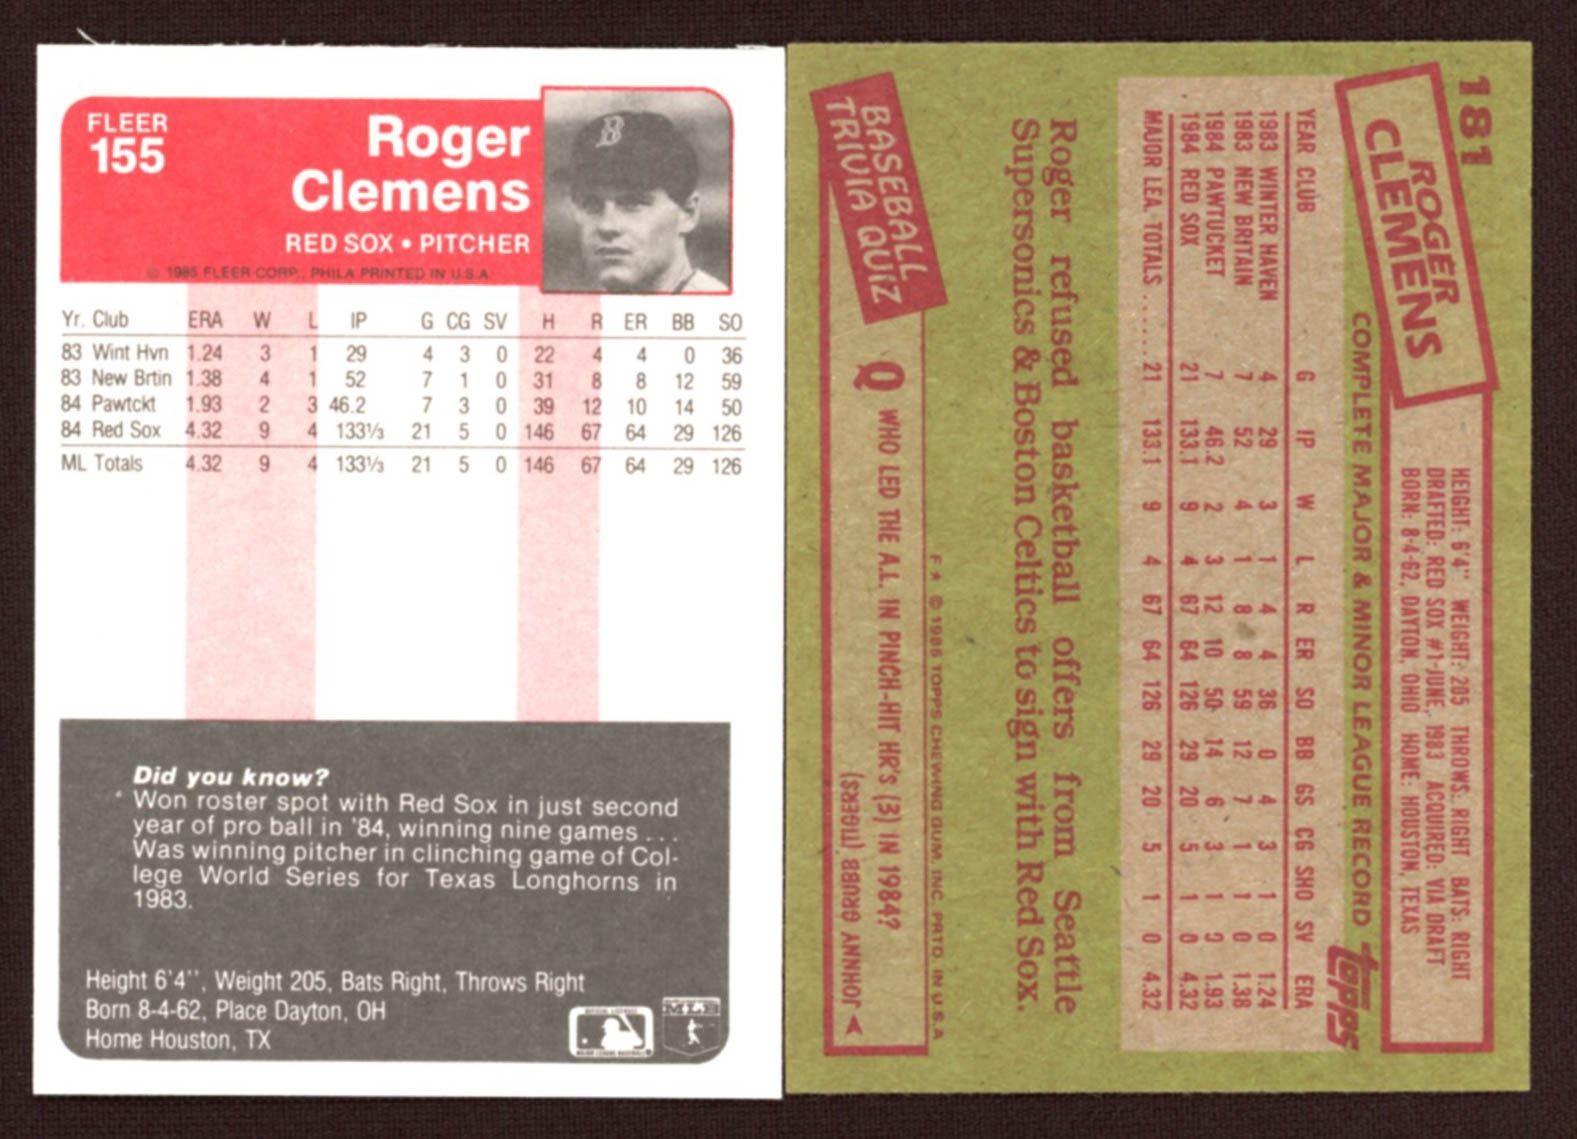 FLEER
155
Roger
Clemens
RED SOX • PITCHER
© 1985 FLEER CORP., PHILA PRINTED IN U.S.A.
Yr. Club ERA W L IP G CG SV H R ER BB SO
83 Wint Hvn 1.24 3 1 29 4 3 0 22 4 4 0 36
83 New Brtin 1.38 4 1 52 7 1 0 31 8 8 12 59
84 Pawtckt 1.93 2 3 46.2 7 3 0 39 12 10 14 50
84 Red Sox 4.32 9 4 133⅓ 21 5 0 146 67 64 29 126
ML Totals 4.32 9 4 133⅓ 21 5 0 146 67 64 29 126
Did you know?
Won roster spot with Red Sox in just second
year of pro ball in '84, winning nine games . . .
Was winning pitcher in clinching game of Col-
lege World Series for Texas Longhorns in
1983.
Height 6'4'', Weight 205, Bats Right, Throws Right
Born 8-4-62, Place Dayton, OH
Home Houston, TX
MLB
181
ROGER
CLEMENS
HEIGHT: 6'4" WEIGHT: 205 THROWS: RIGHT BATS: RIGHT
DRAFTED: RED SOX #1-JUNE, 1983 ACQUIRED: VIA DRAFT
BORN: 8-4-62, DAYTON, OHIO HOME: HOUSTON, TEXAS
COMPLETE MAJOR & MINOR LEAGUE RECORD
topps
YEAR CLUB G IP W L R ER SO BB GS CG SHO SV ERA
1983 WINTER HAVEN 4 29 3 1 4 4 36 0 4 3 1 0 1.24
1983 NEW BRITAIN 7 52 4 1 8 8 59 12 7 1 1 0 1.38
1984 PAWTUCKET 7 46.2 2 3 12 10 50 14 6 3 1 0 1.93
1984 RED SOX 21 133.1 9 4 67 64 126 29 20 5 1 0 4.32
MAJOR LEA. TOTALS ...... 21 133.1 9 4 67 64 126 29 20 5 1 0 4.32
Roger refused basketball offers from Seattle
Supersonics & Boston Celtics to sign with Red Sox.
F* © 1985 TOPPS CHEWING GUM, INC. PRTD. IN U.S.A.
BASEBALL
TRIVIA QUIZ
Q WHO LED THE A.L. IN PINCH-HIT HR'S (3) IN 1984?
A JOHNNY GRUBB (TIGERS)